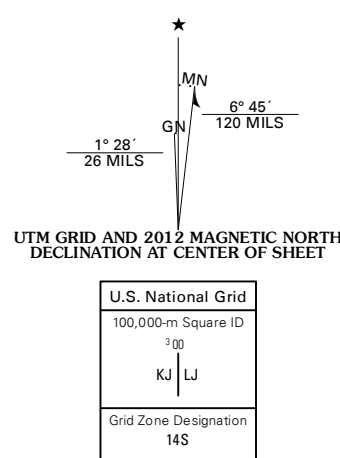 ★
MN
6° 45´
120 MILS
GN
1° 28´
26 MILS
UTM GRID AND 2012 MAGNETIC NORTH
DECLINATION AT CENTER OF SHEET
U.S. National Grid
100,000-m Square ID
³00
KJ LJ
Grid Zone Designation
14S